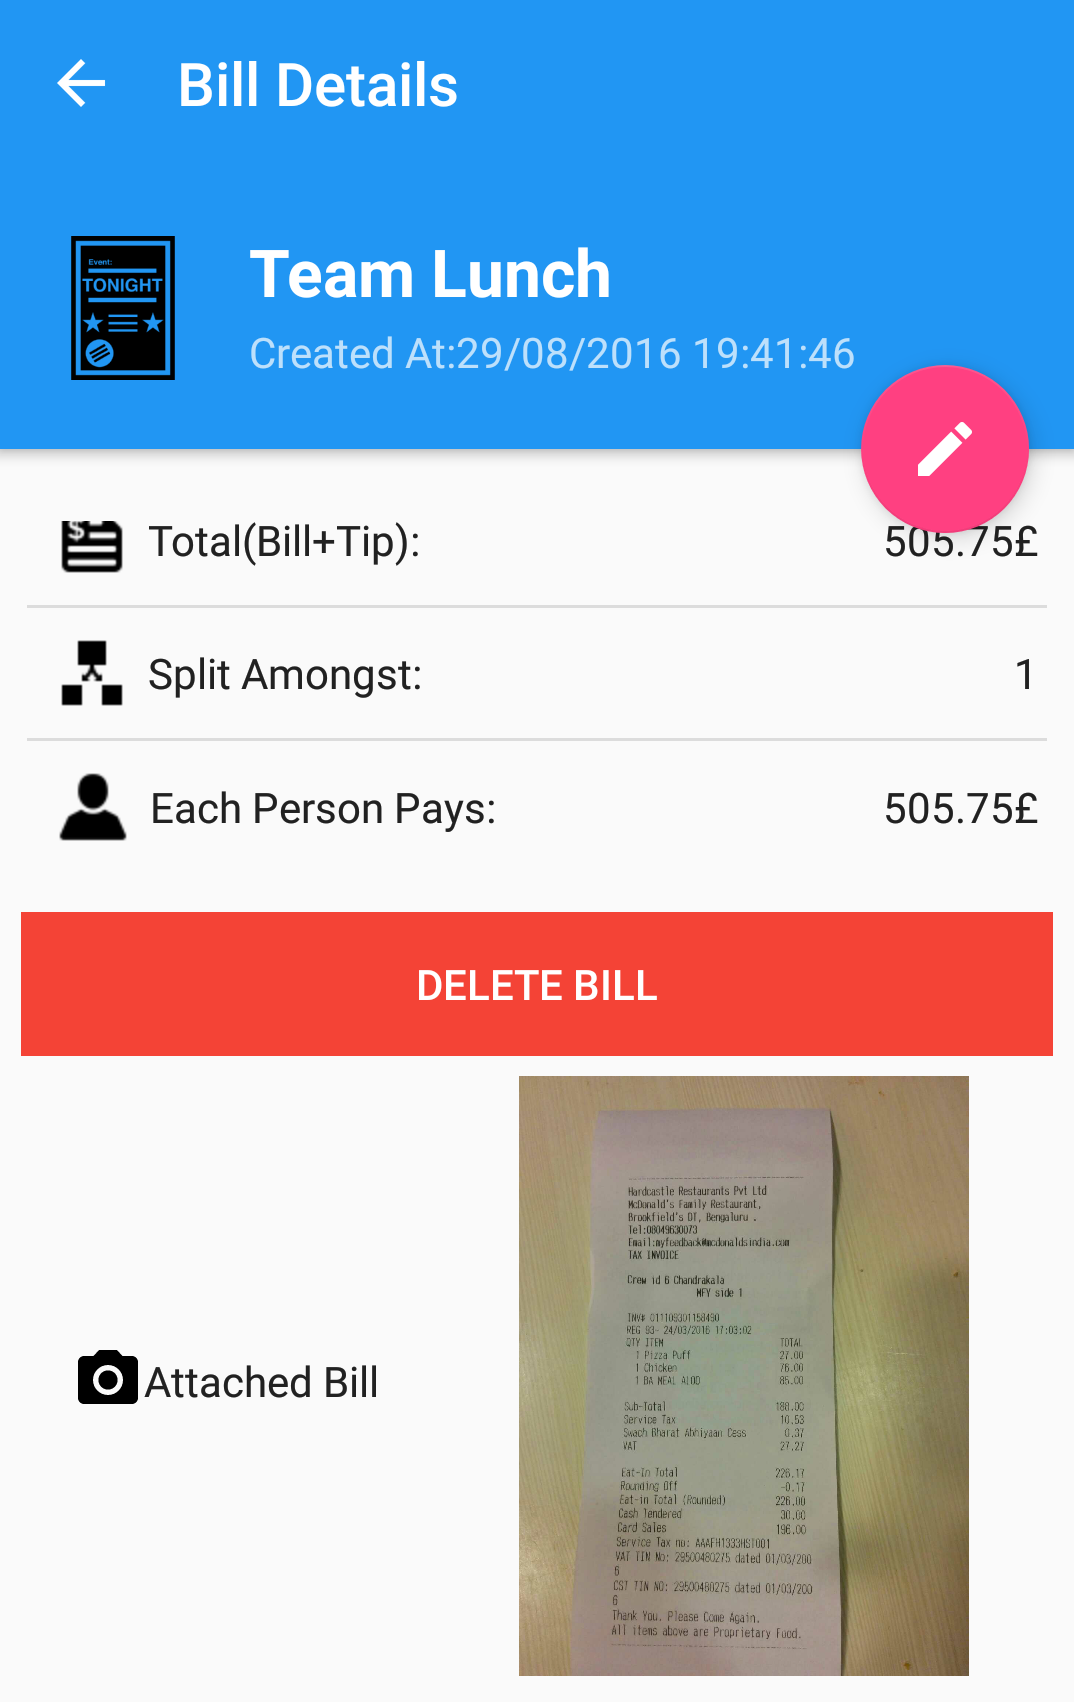 Bill Details
Event:
TONIGHT
Team Lunch
Created At:29/08/2016 19:41:46
Total(Bill+Tip): 505.75£
Split Amongst: 1
Each Person Pays: 505.75£
DELETE BILL
Attached Bill
Hardcastle Restaurants Pvt Ltd
McDonald's Family Restaurant,
Brookfield's DT, Bengaluru .
Tel:08049630073
Email:myfeedback@mcdonaldsindia.com
TAX INVOICE
Crew id 6 Chandrakala
MFY side 1
INV# 011109301158490
REG 83- 24/03/2016 17:03:02
QTY ITEM TOTAL
1 Pizza Puff 27.00
1 Chicken 76.00
1 BA MEAL 85.00
Sub-Total 188.00
Service Tax 10.53
Swach Bharat Abhiyaan Cess 0.37
VAT 27.27
Eat-In Total 226.17
Rounding Off -0.17
Eat-in Total (Rounded) 226.00
Cash Tendered 30.00
Card Sales 196.00
Service Tax no: AAAFH1333HST001
VAT TIN No: 29500480275 dated 01/03/200
6
CST TIN NO: 29500480275 dated 01/03/200
6
Thank You. Please Come Again.
All items above are Proprietary Food.